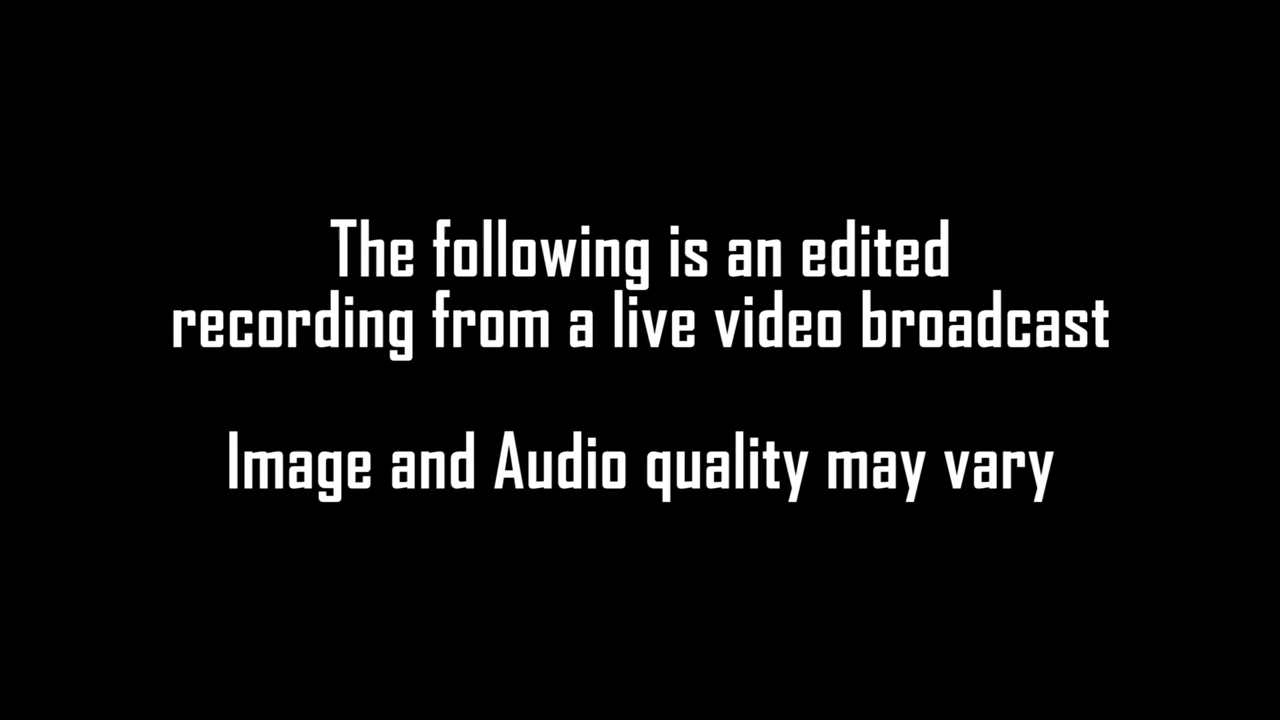 The following is an edited
recording from a live video broadcast
Image and Audio quality may vary